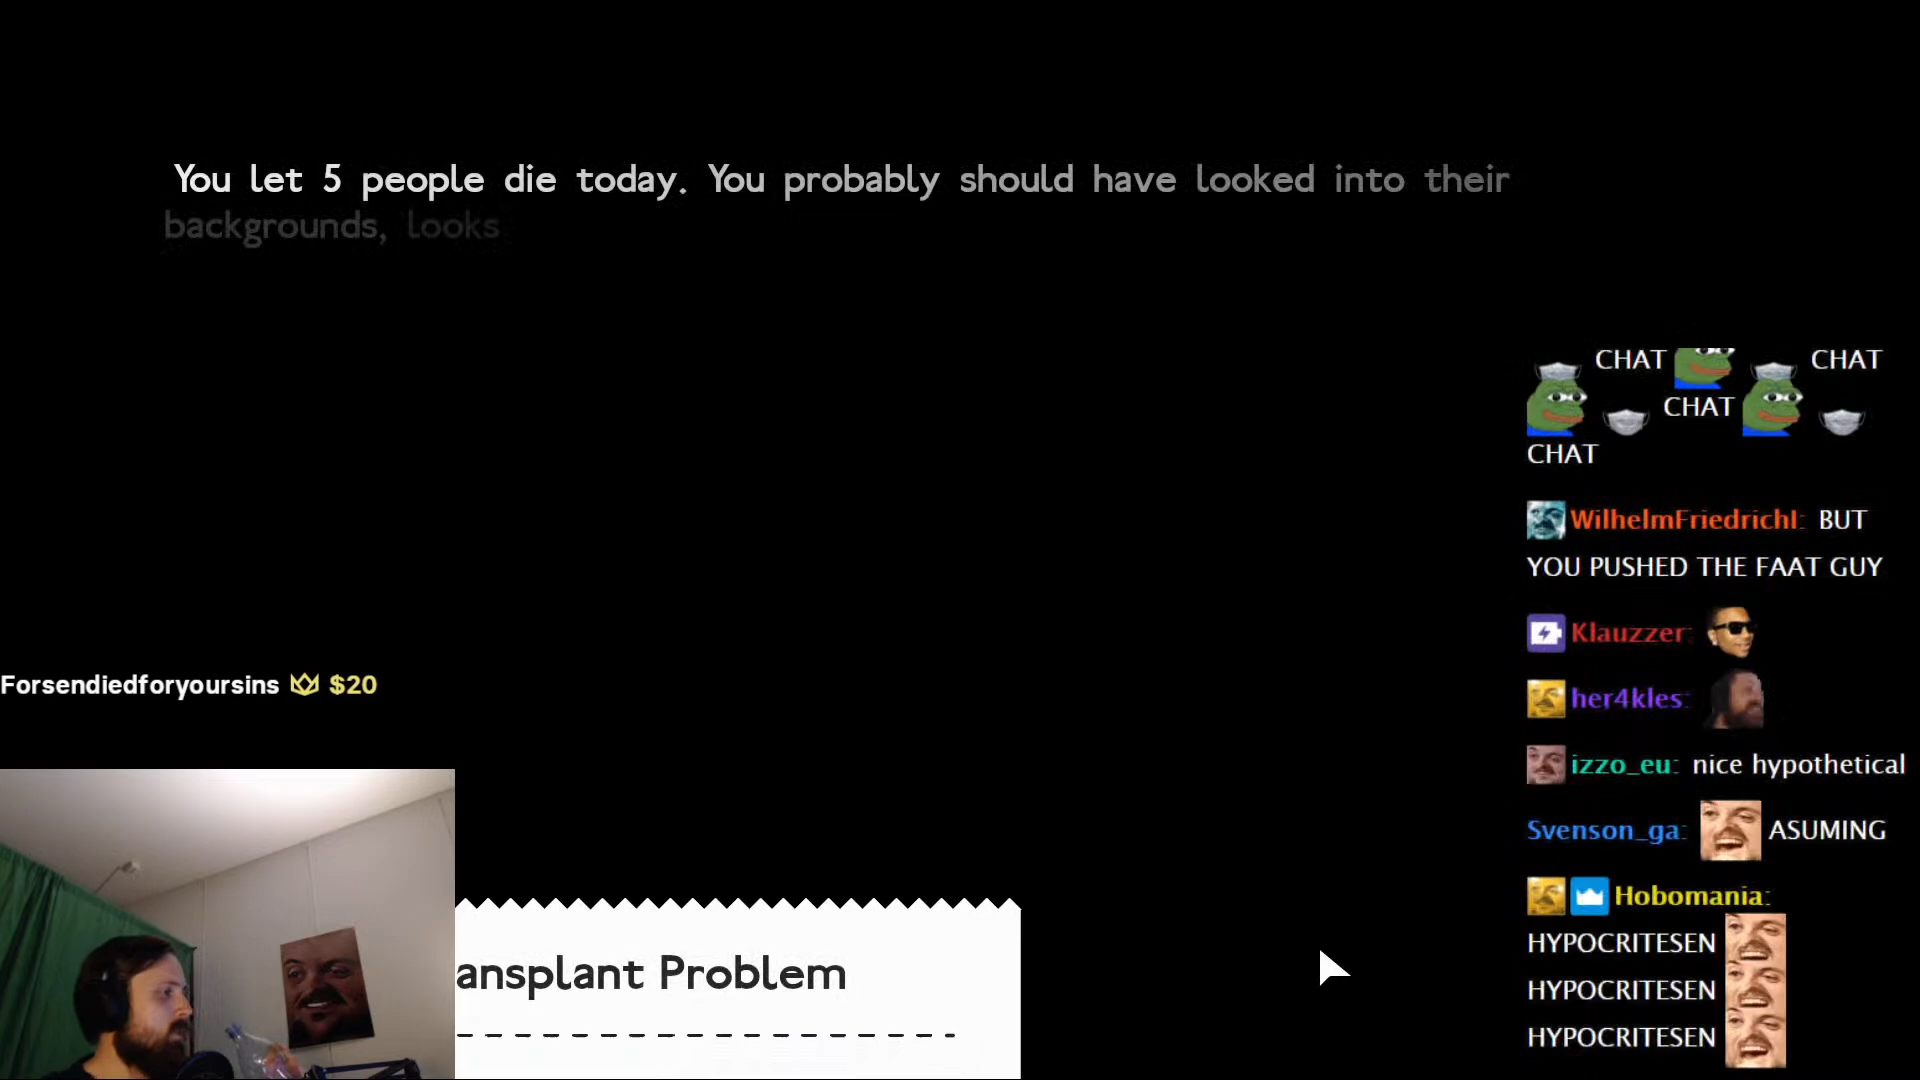 You let 5 people die today. You probably should have looked into their
backgrounds, looks
CHAT CHAT
CHAT
CHAT
WilhelmFriedrichI: BUT
YOU PUSHED THE FAAT GUY
Klauzzer:
her4kles:
izzo_eu: nice hypothetical
Svenson_ga: ASUMING
Hobomania:
HYPOCRITESEN
HYPOCRITESEN
HYPOCRITESEN
Forsendiedforyoursins $20
ansplant Problem